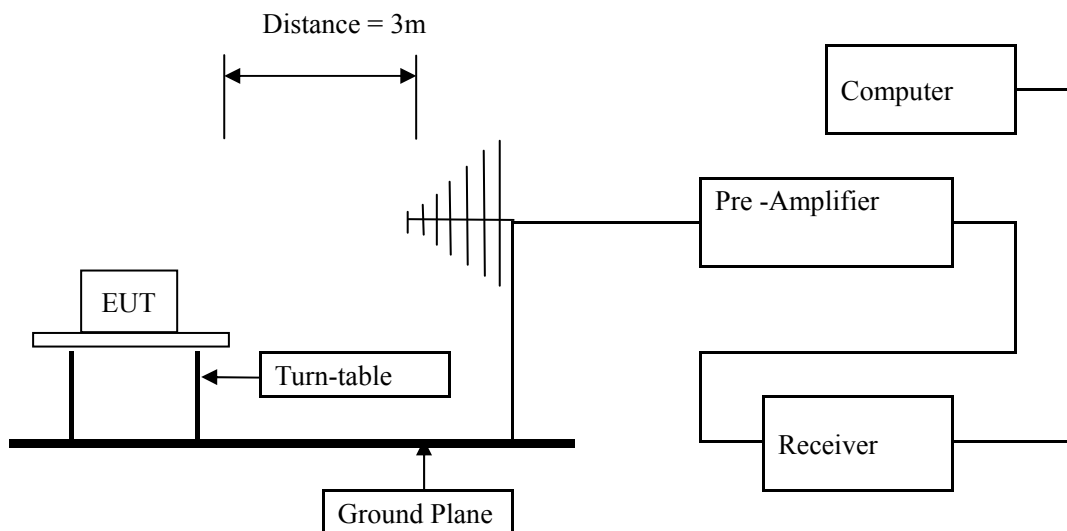 Distance = 3m
Computer
Pre -Amplifier
EUT
Turn-table
Receiver
Ground Plane